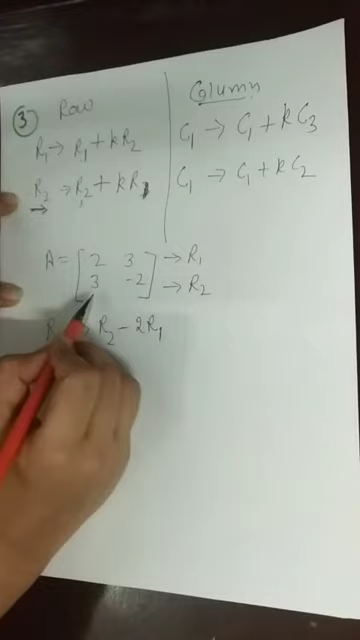 ③ Row
R₁ → R₁ + kR₂
R₂ → R₂ + kR₁
Column
C₁ → C₁ + kC₃
C₁ → C₁ + kC₂
A = [ 2 3 ] → R₁
[ 3 -2 ] → R₂
R → R₂ - 2R₁